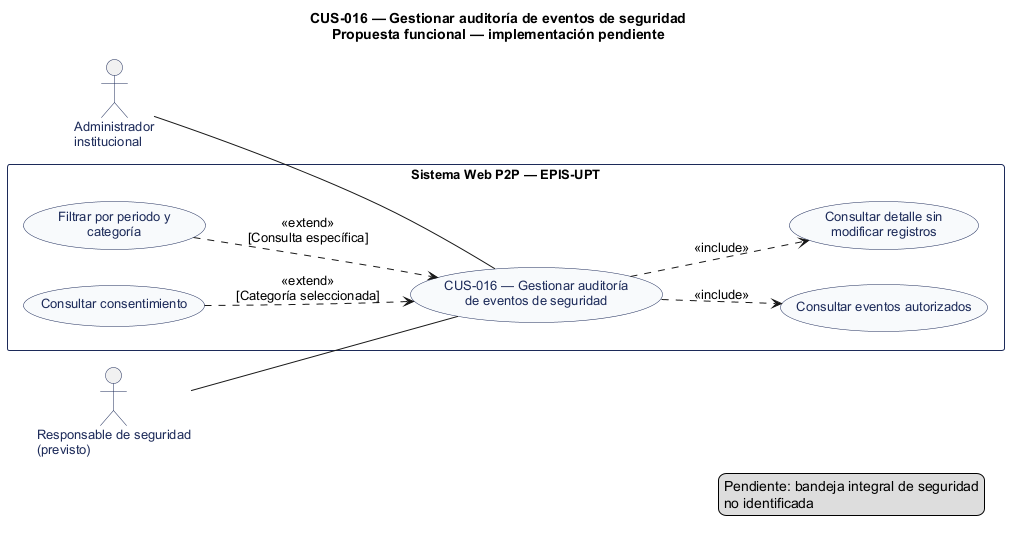 CUS-016 — Gestionar auditoría de eventos de seguridad
Propuesta funcional — implementación pendiente
Administrador
institucional
Sistema Web P2P — EPIS-UPT
Filtrar por periodo y
categoría
«extend»
[Consulta específica]
Consultar consentimiento
«extend»
[Categoría seleccionada]
CUS-016 — Gestionar auditoría
de eventos de seguridad
«include»
Consultar detalle sin
modificar registros
«include»
Consultar eventos autorizados
Responsable de seguridad
(previsto)
Pendiente: bandeja integral de seguridad
no identificada